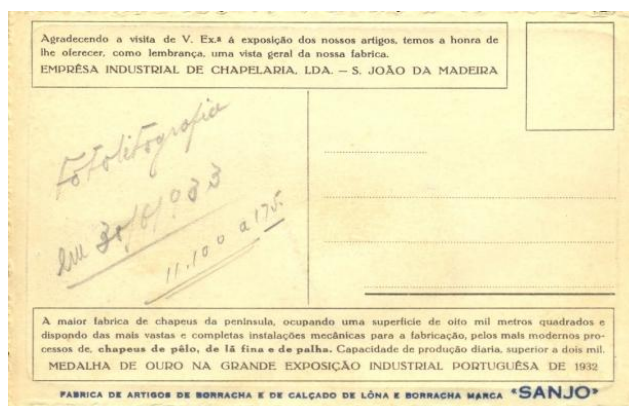 Agradecendo a visita de V. Ex.ª á exposição dos nossos artigos, temos a honra de
lhe oferecer, como lembrança, uma vista geral da nossa fabrica.
EMPRÊSA INDUSTRIAL DE CHAPELARIA, LDA. — S. JOÃO DA MADEIRA
Fotolitografia
em 30/6/933
11.100 a 175.
A maior fabrica de chapeus da peninsula, ocupando uma superficie de oito mil metros quadrados e
dispondo das mais vastas e completas instalações mecânicas para a fabricação, pelos mais modernos pro-
cessos de, chapeus de pêlo, de lã fina e de palha. Capacidade de produção diaria, superior a dois mil.
MEDALHA DE OURO NA GRANDE EXPOSIÇÃO INDUSTRIAL PORTUGUÊSA DE 1932
FABRICA DE ARTIGOS DE BORRACHA E DE CALÇADO DE LÔNA E BORRACHA MARCA "SANJO"